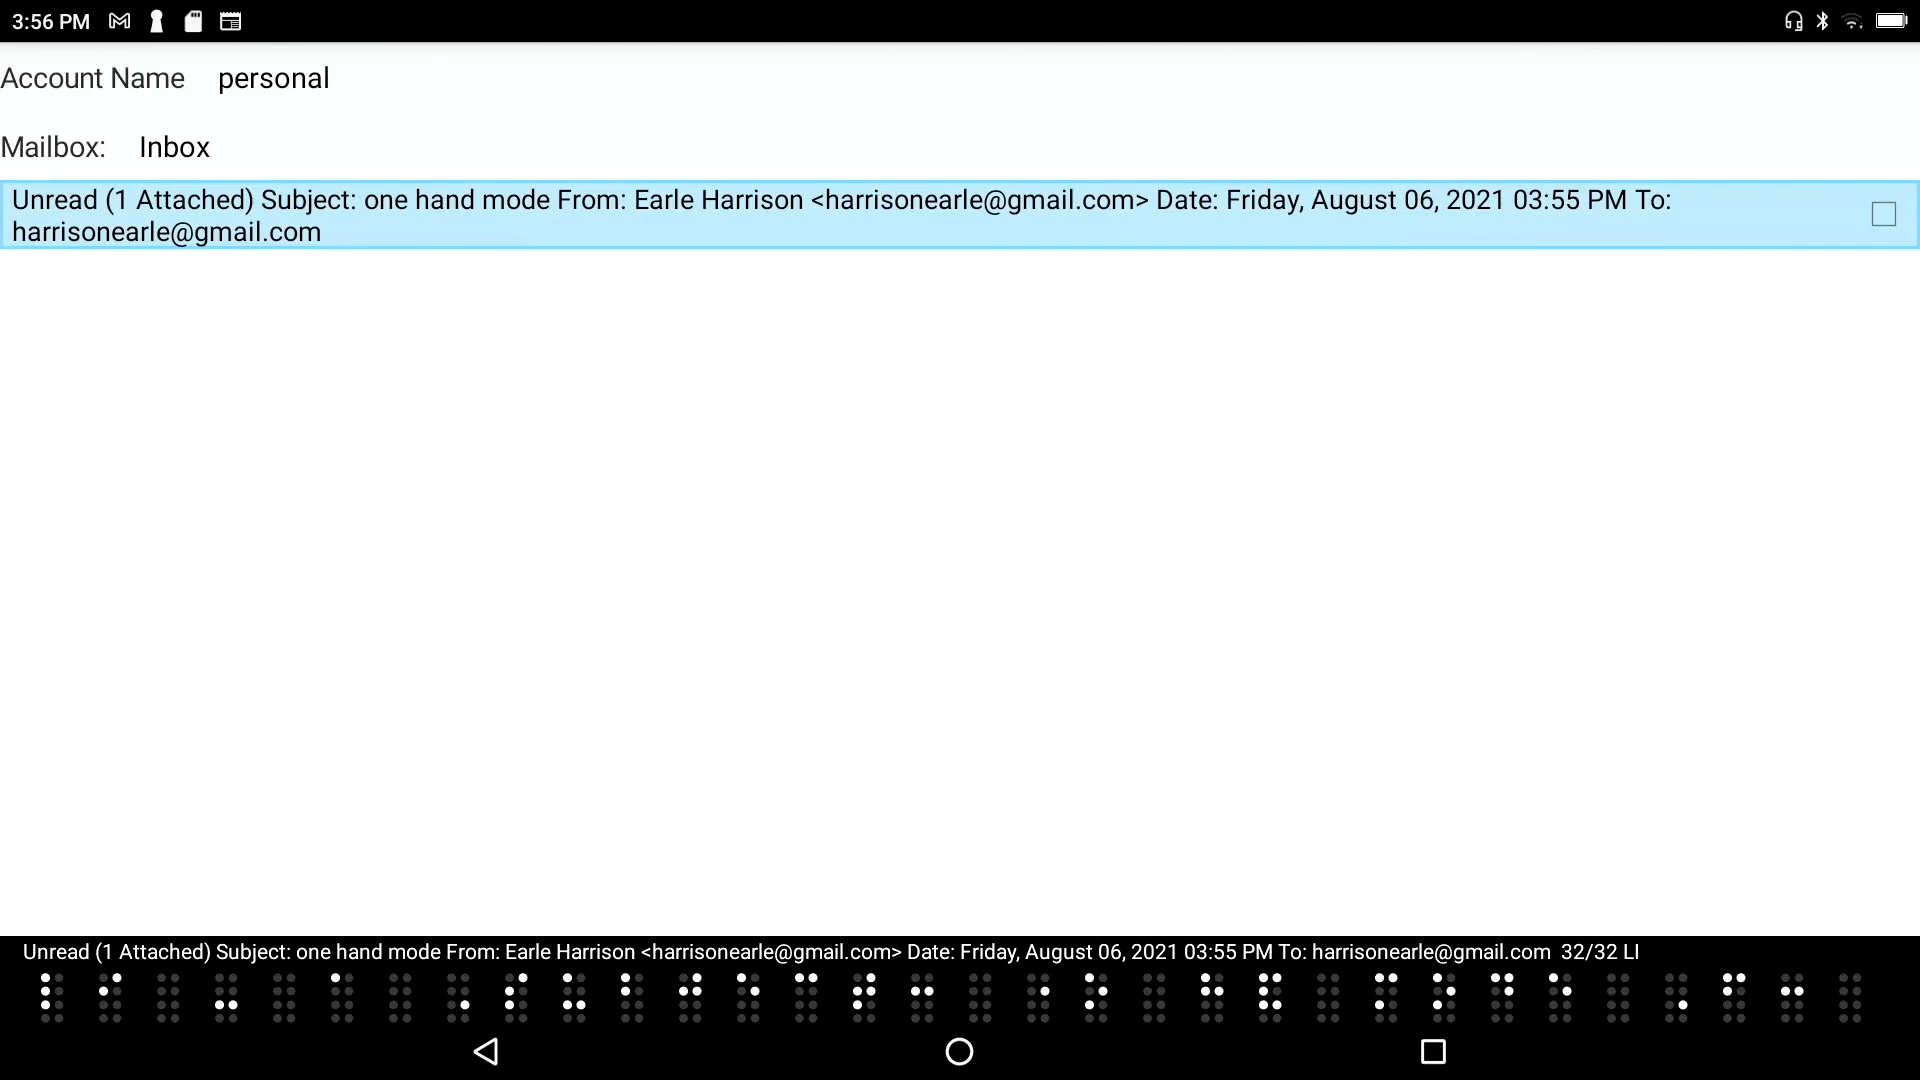 3:56 PM
Account Name personal
Mailbox: Inbox
Unread (1 Attached) Subject: one hand mode From: Earle Harrison <harrisonearle@gmail.com> Date: Friday, August 06, 2021 03:55 PM To:
harrisonearle@gmail.com
Unread (1 Attached) Subject: one hand mode From: Earle Harrison <harrisonearle@gmail.com> Date: Friday, August 06, 2021 03:55 PM To: harrisonearle@gmail.com 32/32 LI